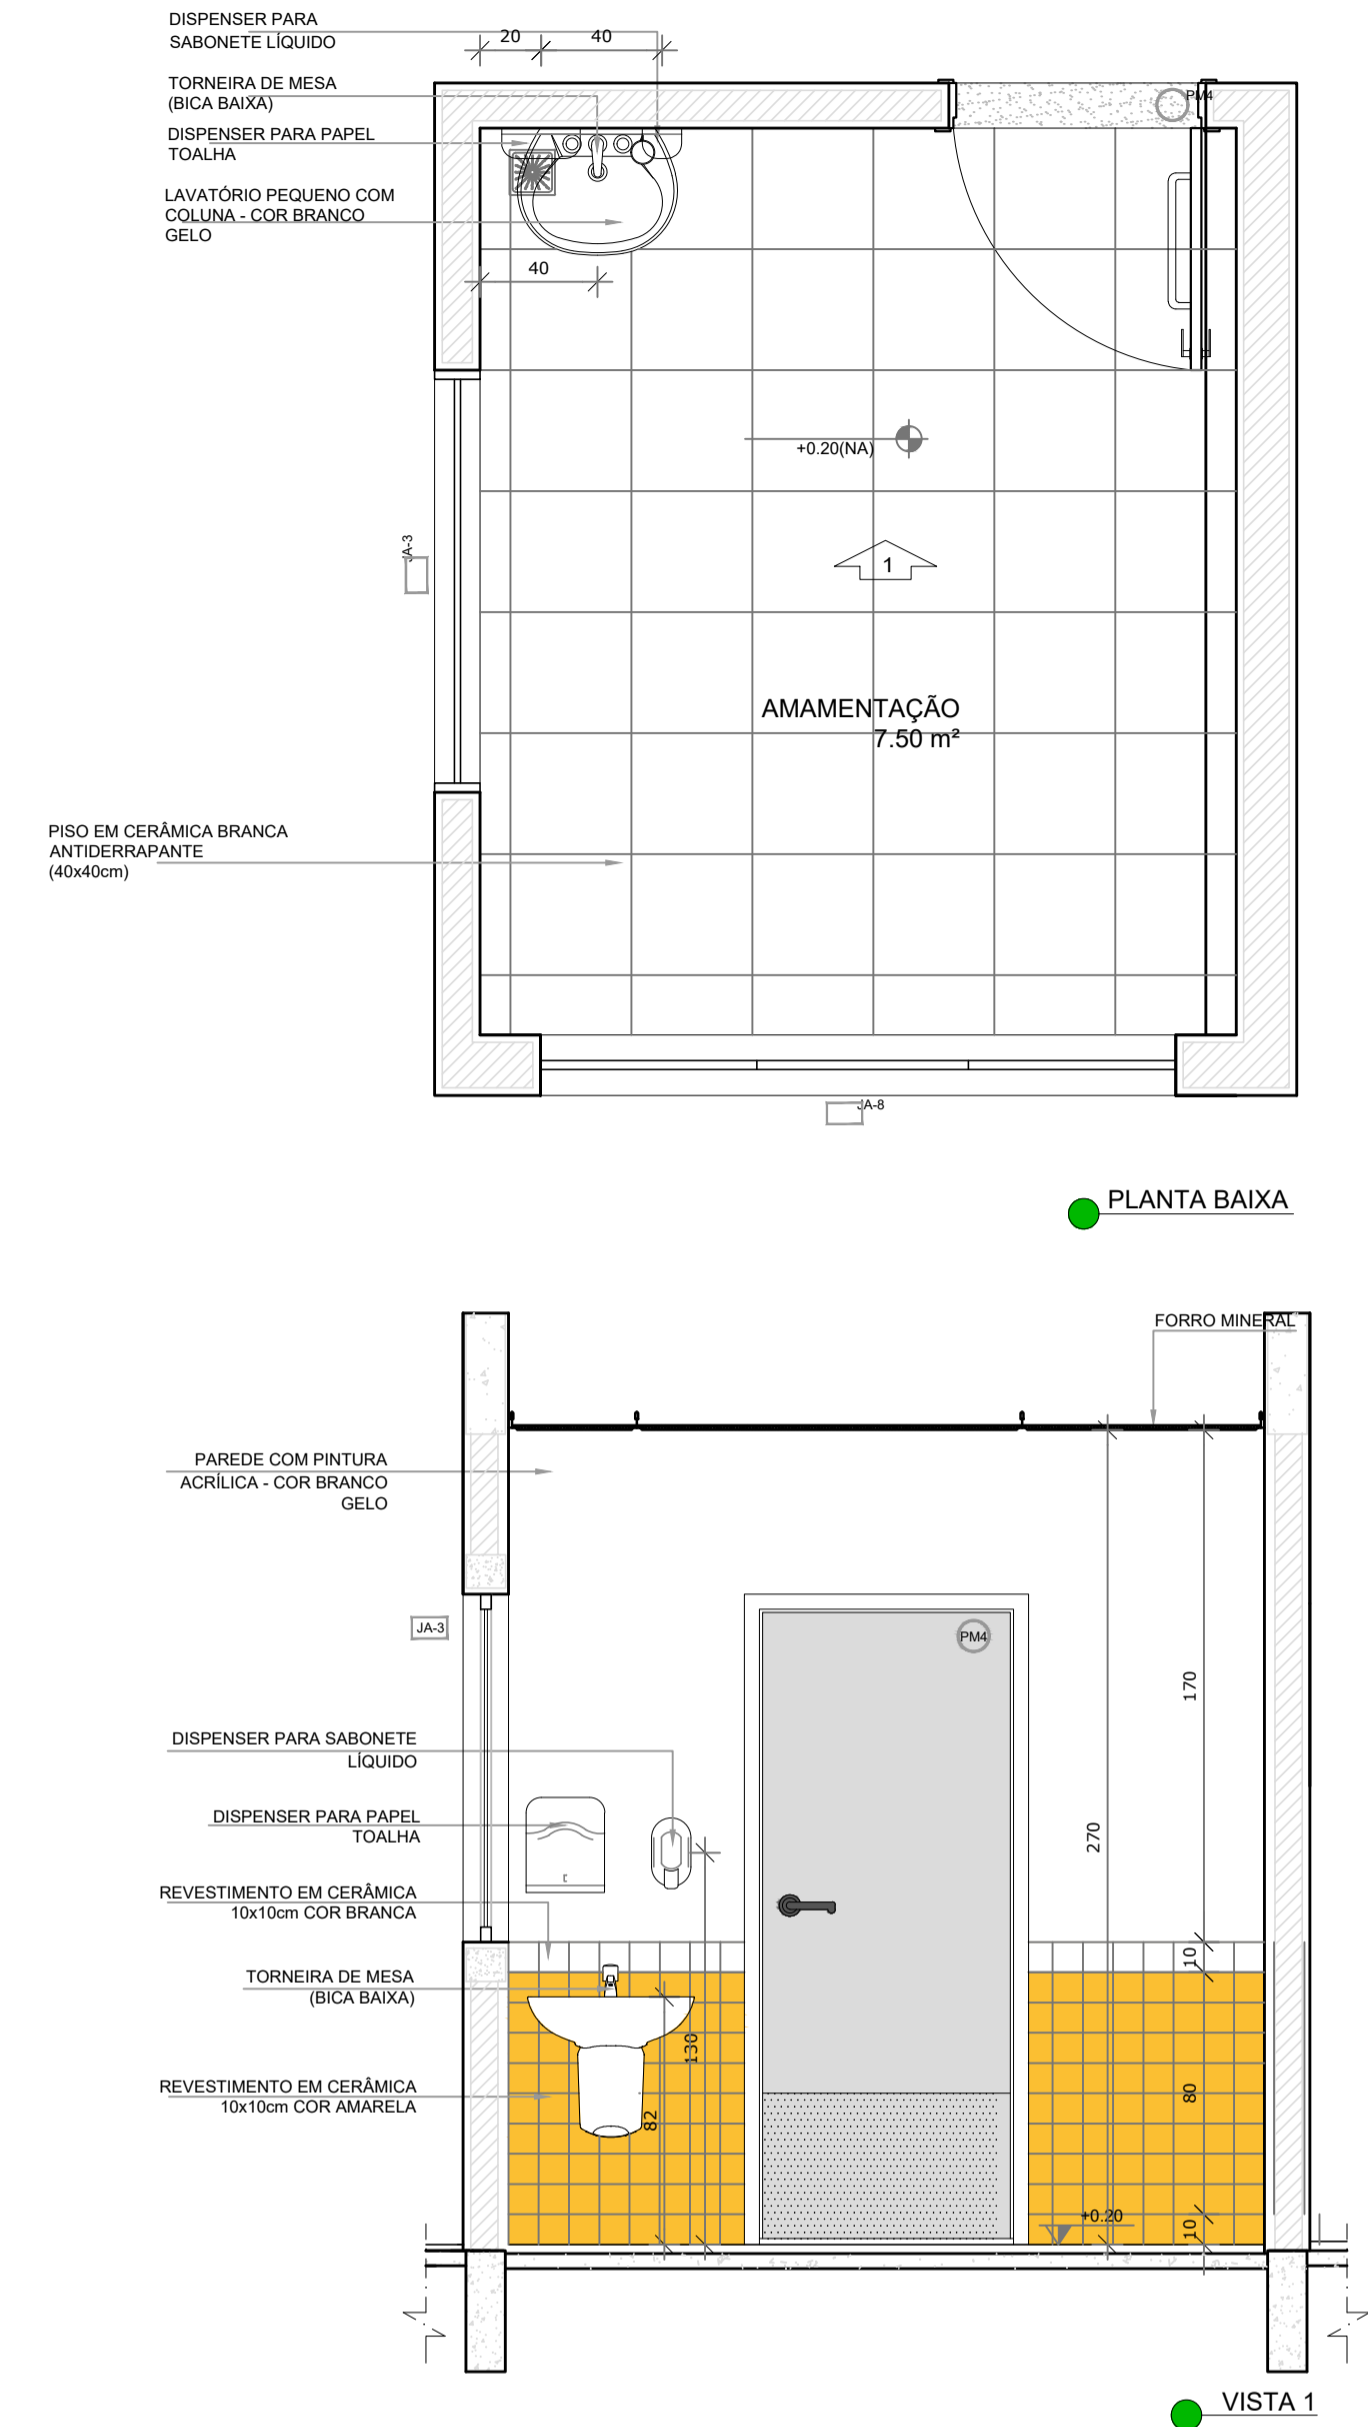 DISPENSER PARA
SABONETE LÍQUIDO
20
40
TORNEIRA DE MESA
(BICA BAIXA)
DISPENSER PARA PAPEL
TOALHA
LAVATÓRIO PEQUENO COM
COLUNA - COR BRANCO
GELO
40
PM4
+0.20(NA)
JA-3
1
AMAMENTAÇÃO
7.50 m²
PISO EM CERÂMICA BRANCA
ANTIDERRAPANTE
(40x40cm)
JA-8
PLANTA BAIXA
FORRO MINERAL
PAREDE COM PINTURA
ACRÍLICA - COR BRANCO
GELO
JA-3
PM4
170
DISPENSER PARA SABONETE
LÍQUIDO
DISPENSER PARA PAPEL
TOALHA
270
REVESTIMENTO EM CERÂMICA
10x10cm COR BRANCA
10
TORNEIRA DE MESA
(BICA BAIXA)
130
REVESTIMENTO EM CERÂMICA
10x10cm COR AMARELA
82
80
+0.20
10
VISTA 1